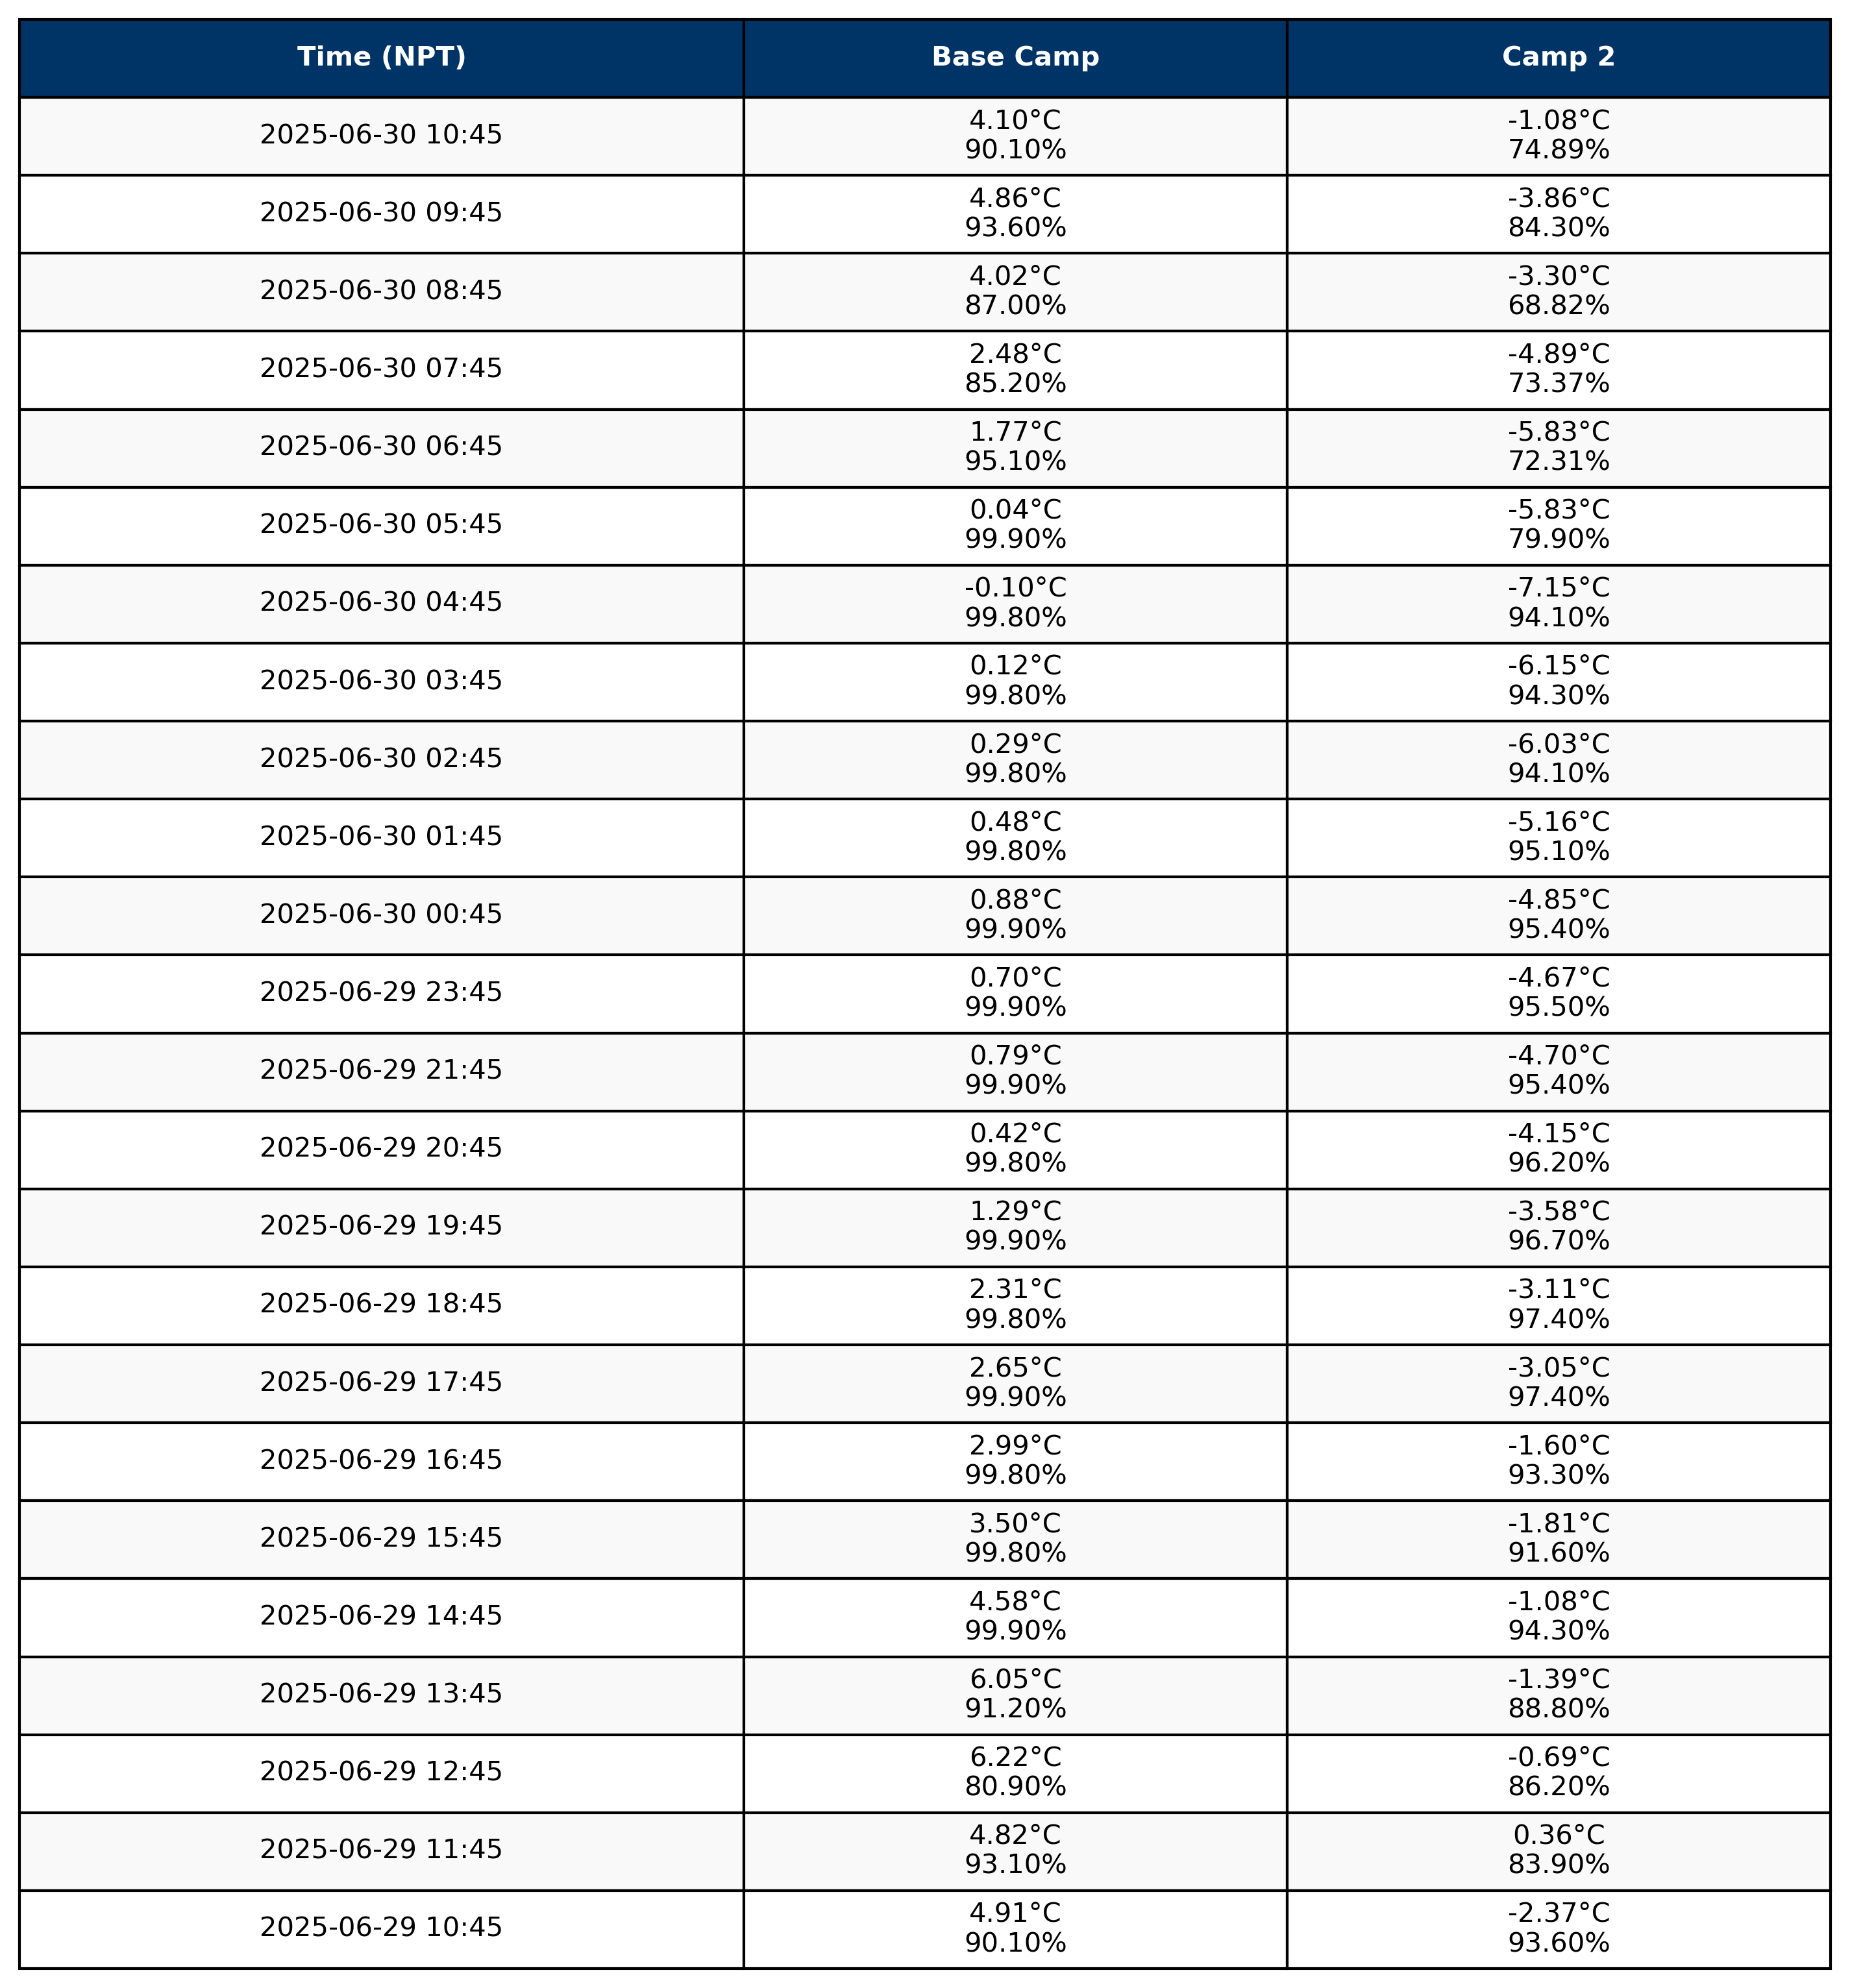 Time (NPT) Base Camp Camp 2
2025-06-30 10:45 4.10°C -1.08°C
90.10% 74.89%
2025-06-30 09:45 4.86°C -3.86°C
93.60% 84.30%
2025-06-30 08:45 4.02°C -3.30°C
87.00% 68.82%
2025-06-30 07:45 2.48°C -4.89°C
85.20% 73.37%
2025-06-30 06:45 1.77°C -5.83°C
95.10% 72.31%
2025-06-30 05:45 0.04°C -5.83°C
99.90% 79.90%
2025-06-30 04:45 -0.10°C -7.15°C
99.80% 94.10%
2025-06-30 03:45 0.12°C -6.15°C
99.80% 94.30%
2025-06-30 02:45 0.29°C -6.03°C
99.80% 94.10%
2025-06-30 01:45 0.48°C -5.16°C
99.80% 95.10%
2025-06-30 00:45 0.88°C -4.85°C
99.90% 95.40%
2025-06-29 23:45 0.70°C -4.67°C
99.90% 95.50%
2025-06-29 21:45 0.79°C -4.70°C
99.90% 95.40%
2025-06-29 20:45 0.42°C -4.15°C
99.80% 96.20%
2025-06-29 19:45 1.29°C -3.58°C
99.90% 96.70%
2025-06-29 18:45 2.31°C -3.11°C
99.80% 97.40%
2025-06-29 17:45 2.65°C -3.05°C
99.90% 97.40%
2025-06-29 16:45 2.99°C -1.60°C
99.80% 93.30%
2025-06-29 15:45 3.50°C -1.81°C
99.80% 91.60%
2025-06-29 14:45 4.58°C -1.08°C
99.90% 94.30%
2025-06-29 13:45 6.05°C -1.39°C
91.20% 88.80%
2025-06-29 12:45 6.22°C -0.69°C
80.90% 86.20%
2025-06-29 11:45 4.82°C 0.36°C
93.10% 83.90%
2025-06-29 10:45 4.91°C -2.37°C
90.10% 93.60%